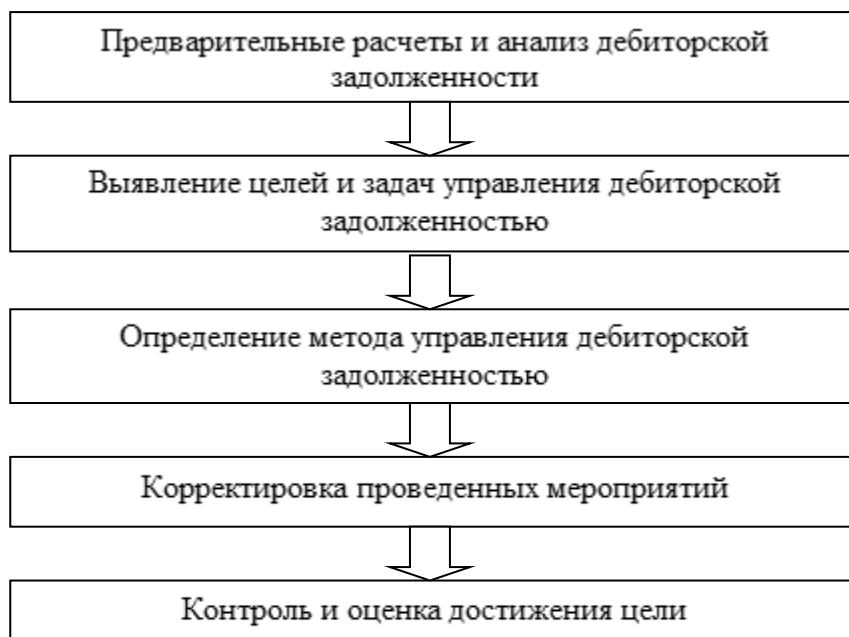 Предварительные расчеты и анализ дебиторской
задолженности
Выявление целей и задач управления дебиторской
задолженностью
Определение метода управления дебиторской
задолженностью
Корректировка проведенных мероприятий
Контроль и оценка достижения цели